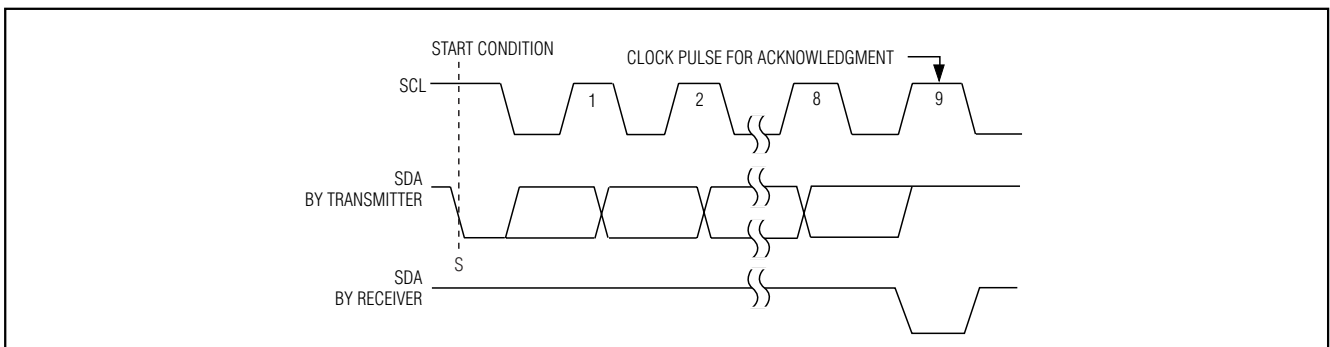 START CONDITION
CLOCK PULSE FOR ACKNOWLEDGMENT
SCL
1
2
8
9
SDA
BY TRANSMITTER
S
SDA
BY RECEIVER